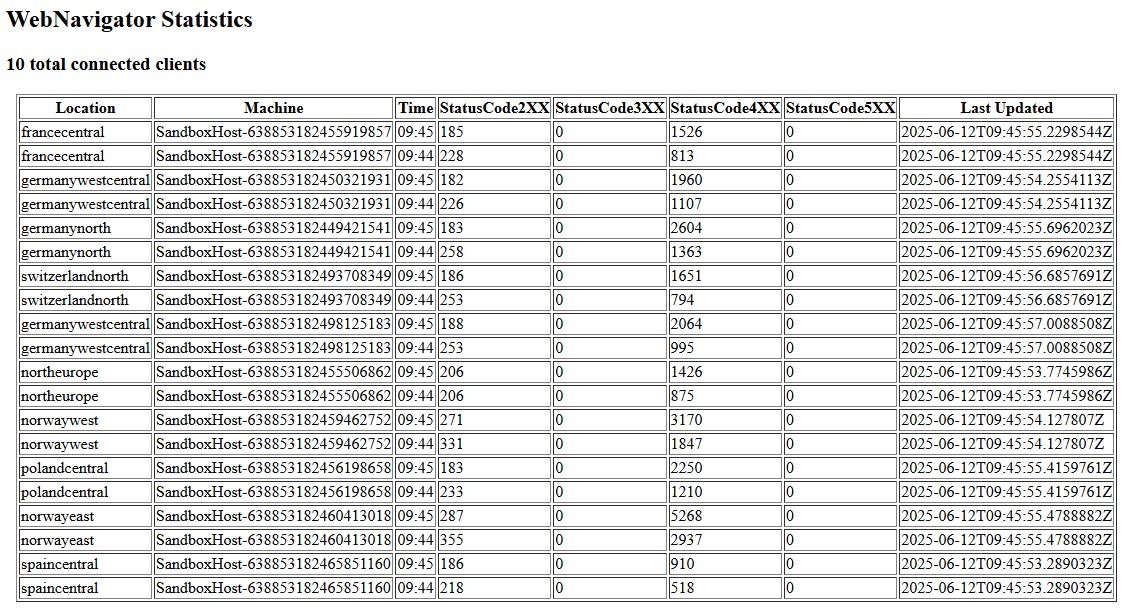 WebNavigator Statistics
10 total connected clients
Location Machine Time StatusCode2XX StatusCode3XX StatusCode4XX StatusCode5XX Last Updated
francecentral SandboxHost-638853182455919857 09:45 185 0 1526 0 2025-06-12T09:45:55.2298544Z
francecentral SandboxHost-638853182455919857 09:44 228 0 813 0 2025-06-12T09:45:55.2298544Z
germanywestcentral SandboxHost-638853182450321931 09:45 182 0 1960 0 2025-06-12T09:45:54.2554113Z
germanywestcentral SandboxHost-638853182450321931 09:44 226 0 1107 0 2025-06-12T09:45:54.2554113Z
germanynorth SandboxHost-638853182449421541 09:45 183 0 2604 0 2025-06-12T09:45:55.6962023Z
germanynorth SandboxHost-638853182449421541 09:44 258 0 1363 0 2025-06-12T09:45:55.6962023Z
switzerlandnorth SandboxHost-638853182493708349 09:45 186 0 1651 0 2025-06-12T09:45:56.6857691Z
switzerlandnorth SandboxHost-638853182493708349 09:44 253 0 794 0 2025-06-12T09:45:56.6857691Z
germanywestcentral SandboxHost-638853182498125183 09:45 188 0 2064 0 2025-06-12T09:45:57.0088508Z
germanywestcentral SandboxHost-638853182498125183 09:44 253 0 995 0 2025-06-12T09:45:57.0088508Z
northeurope SandboxHost-638853182455506862 09:45 206 0 1426 0 2025-06-12T09:45:53.7745986Z
northeurope SandboxHost-638853182455506862 09:44 206 0 875 0 2025-06-12T09:45:53.7745986Z
norwaywest SandboxHost-638853182459462752 09:45 271 0 3170 0 2025-06-12T09:45:54.127807Z
norwaywest SandboxHost-638853182459462752 09:44 331 0 1847 0 2025-06-12T09:45:54.127807Z
polandcentral SandboxHost-638853182456198658 09:45 183 0 2250 0 2025-06-12T09:45:55.4159761Z
polandcentral SandboxHost-638853182456198658 09:44 233 0 1210 0 2025-06-12T09:45:55.4159761Z
norwayeast SandboxHost-638853182460413018 09:45 287 0 5268 0 2025-06-12T09:45:55.4788882Z
norwayeast SandboxHost-638853182460413018 09:44 355 0 2937 0 2025-06-12T09:45:55.4788882Z
spaincentral SandboxHost-638853182465851160 09:45 186 0 910 0 2025-06-12T09:45:53.2890323Z
spaincentral SandboxHost-638853182465851160 09:44 218 0 518 0 2025-06-12T09:45:53.2890323Z